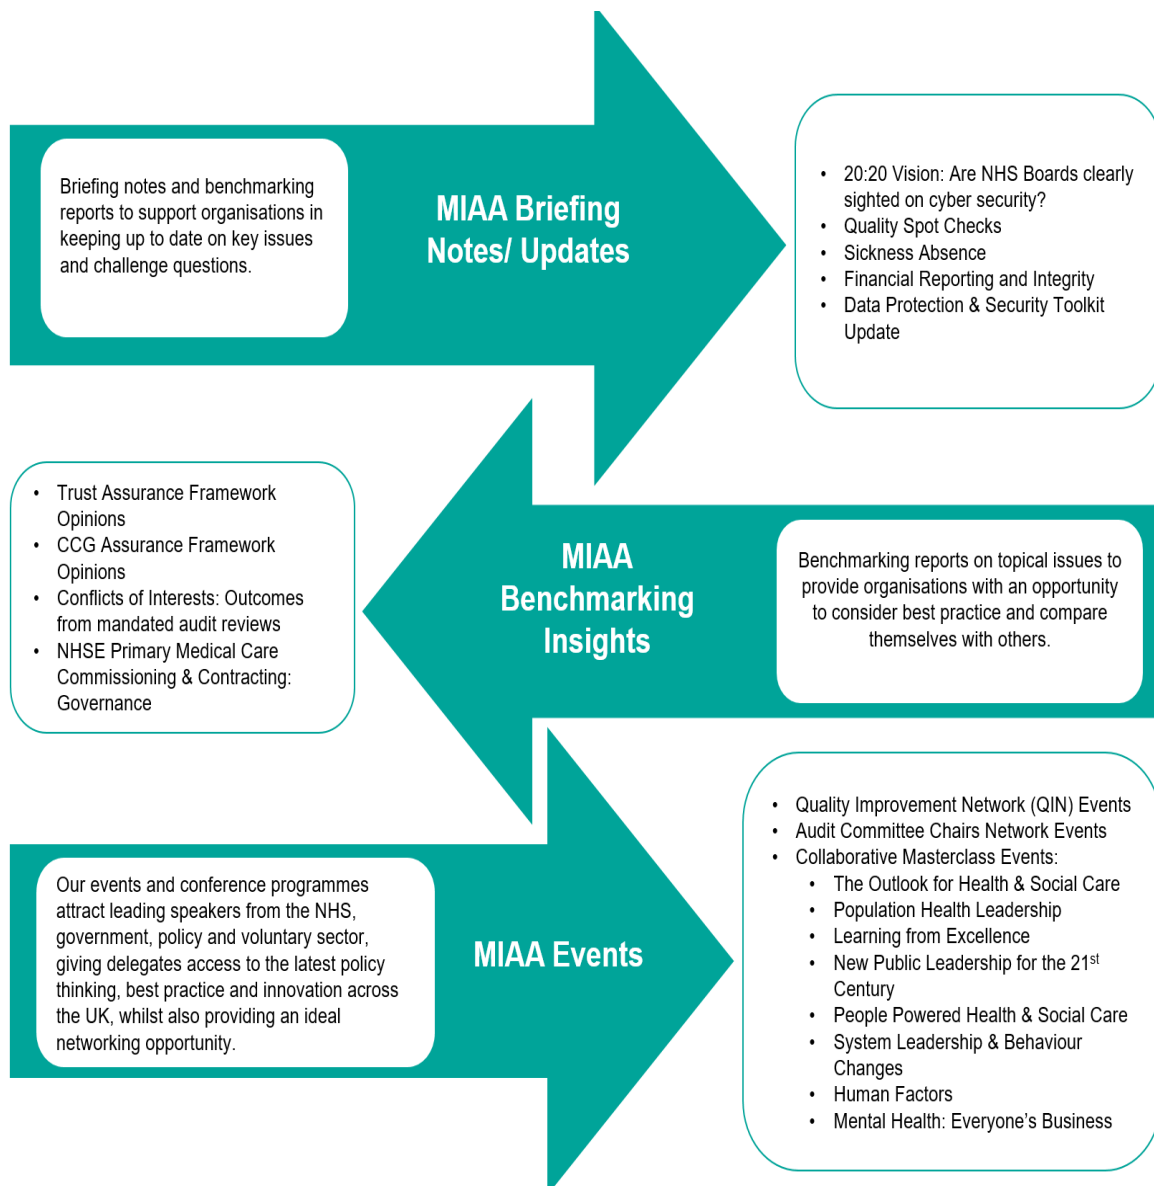 Briefing notes and benchmarking
reports to support organisations in
keeping up to date on key issues
and challenge questions.
MIAA Briefing
Notes/ Updates
• 20:20 Vision: Are NHS Boards clearly
sighted on cyber security?
• Quality Spot Checks
• Sickness Absence
• Financial Reporting and Integrity
• Data Protection & Security Toolkit
Update
• Trust Assurance Framework
Opinions
• CCG Assurance Framework
Opinions
• Conflicts of Interests: Outcomes
from mandated audit reviews
• NHSE Primary Medical Care
Commissioning & Contracting:
Governance
MIAA
Benchmarking
Insights
Benchmarking reports on topical issues to
provide organisations with an opportunity
to consider best practice and compare
themselves with others.
Our events and conference programmes
attract leading speakers from the NHS,
government, policy and voluntary sector,
giving delegates access to the latest policy
thinking, best practice and innovation across
the UK, whilst also providing an ideal
networking opportunity.
MIAA Events
• Quality Improvement Network (QIN) Events
• Audit Committee Chairs Network Events
• Collaborative Masterclass Events:
• The Outlook for Health & Social Care
• Population Health Leadership
• Learning from Excellence
• New Public Leadership for the 21st
Century
• People Powered Health & Social Care
• System Leadership & Behaviour
Changes
• Human Factors
• Mental Health: Everyone’s Business